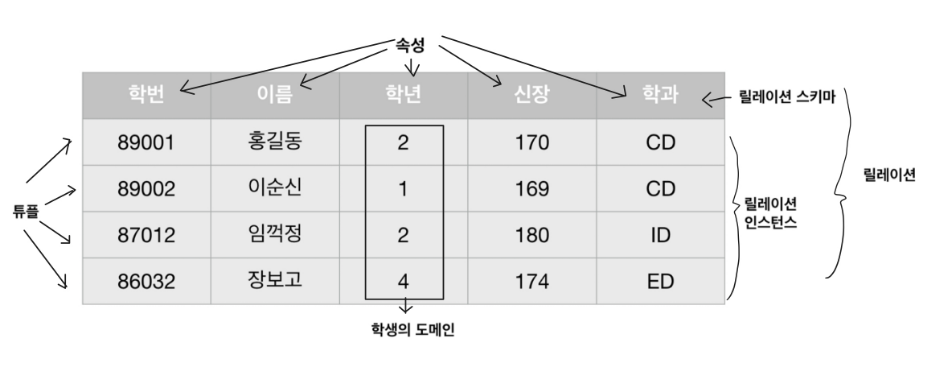 속성
학번 이름 학년 신장 학과
릴레이션 스키마
89001 홍길동 2 170 CD
89002 이순신 1 169 CD
릴레이션
튜플
87012 임꺽정 2 180 ID
릴레이션
인스턴스
86032 장보고 4 174 ED
학생의 도메인